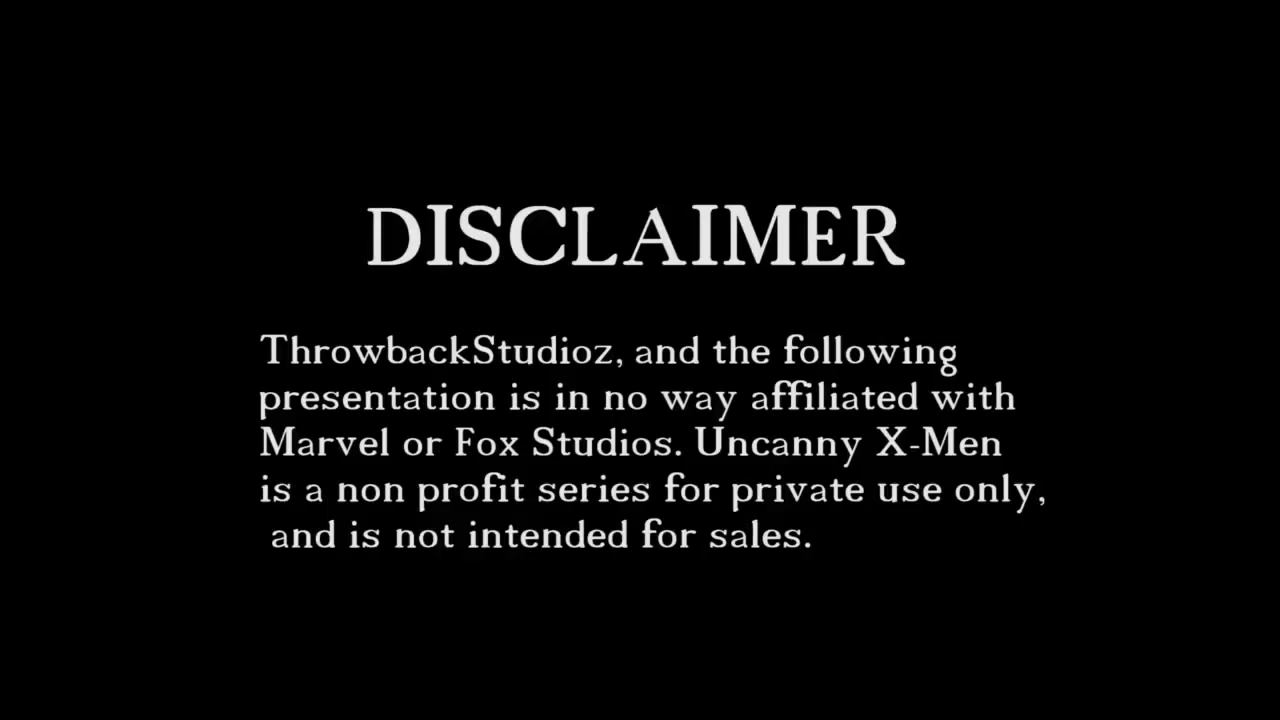 DISCLAIMER
ThrowbackStudioz, and the following
presentation is in no way affiliated with
Marvel or Fox Studios. Uncanny X-Men
is a non profit series for private use only,
and is not intended for sales.